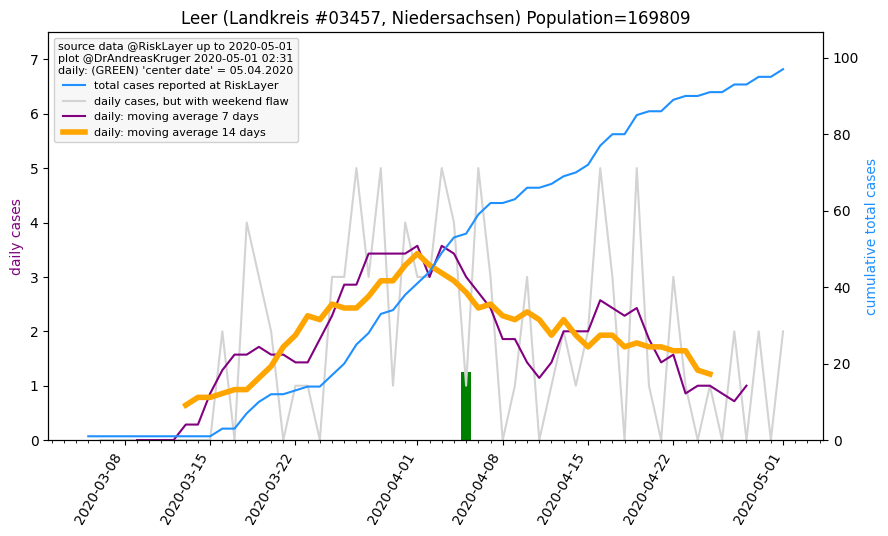 Leer (Landkreis #03457, Niedersachsen) Population=169809
source data @RiskLayer up to 2020-05-01
plot @DrAndreasKruger 2020-05-01 02:31
daily: (GREEN) 'center date' = 05.04.2020
total cases reported at RiskLayer
daily cases, but with weekend flaw
daily: moving average 7 days
daily: moving average 14 days
daily cases
7
6
5
4
3
2
1
0
cumulative total cases
100
80
60
40
20
0
2020-03-08
2020-03-15
2020-03-22
2020-04-01
2020-04-08
2020-04-15
2020-04-22
2020-05-01